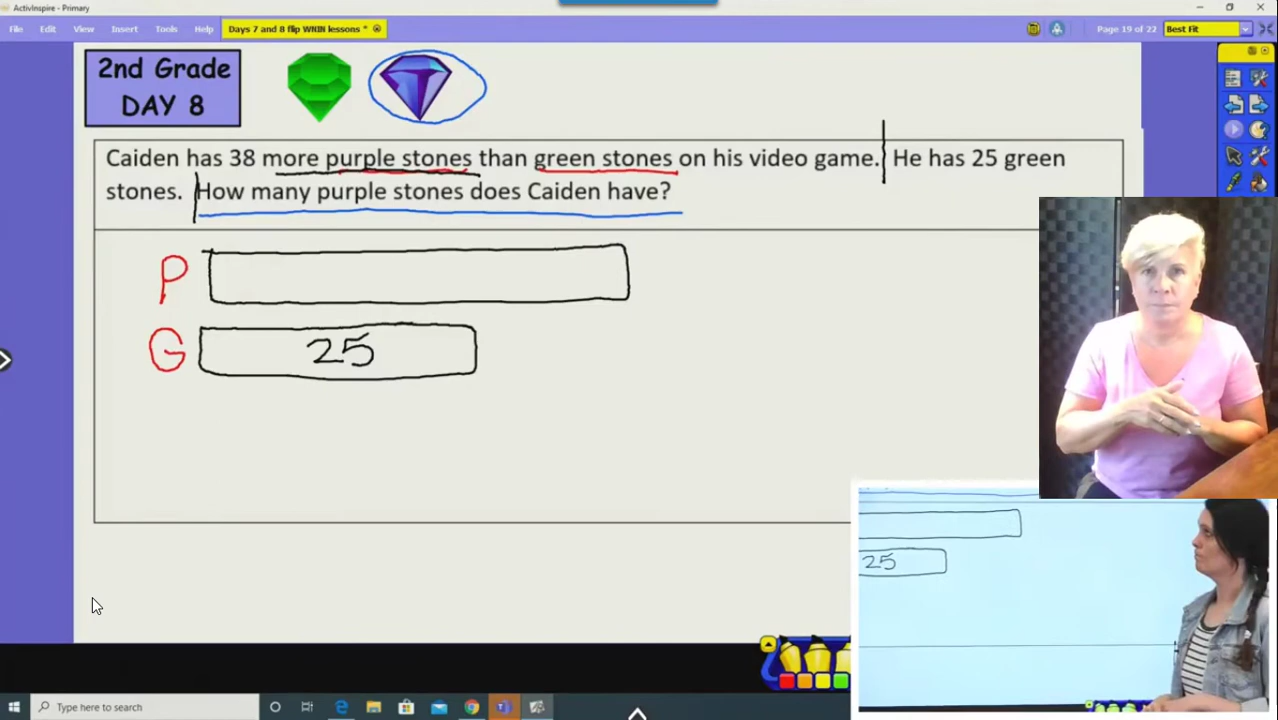 ActivInspire - Primary
File Edit View Insert Tools Help Days 7 and 8 flip WNIN lessons * Page 19 of 22 Best Fit
2nd Grade
DAY 8
Caiden has 38 more purple stones than green stones on his video game. He has 25 green
stones. How many purple stones does Caiden have?
P
G 25
25
Type here to search